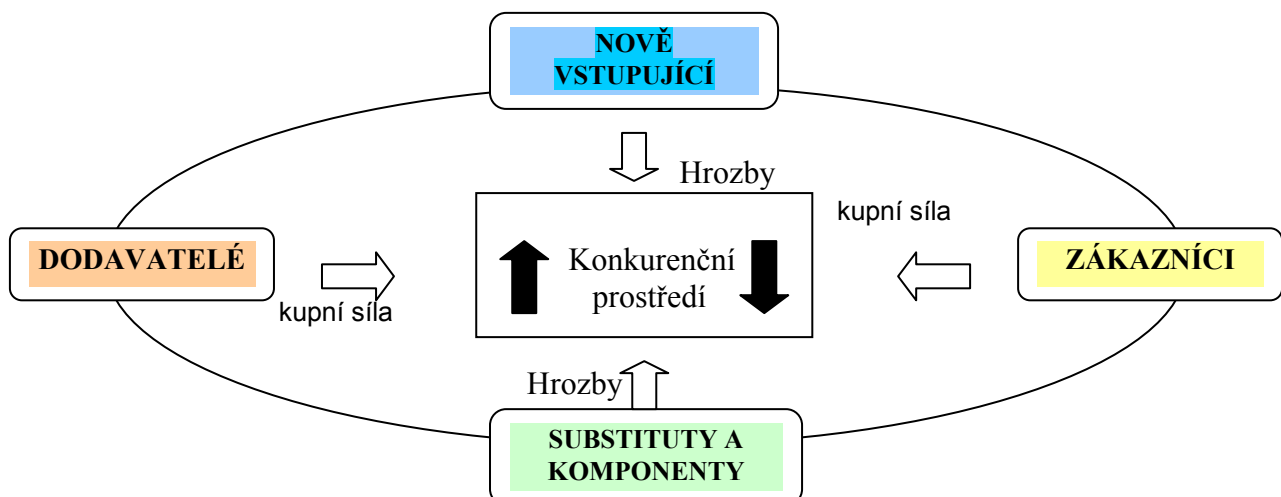 NOVĚ
VSTUPUJÍCÍ
Hrozby
kupní síla
DODAVATELÉ
Konkurenční
prostředí
ZÁKAZNÍCI
kupní síla
Hrozby
SUBSTITUTY A
KOMPONENTY